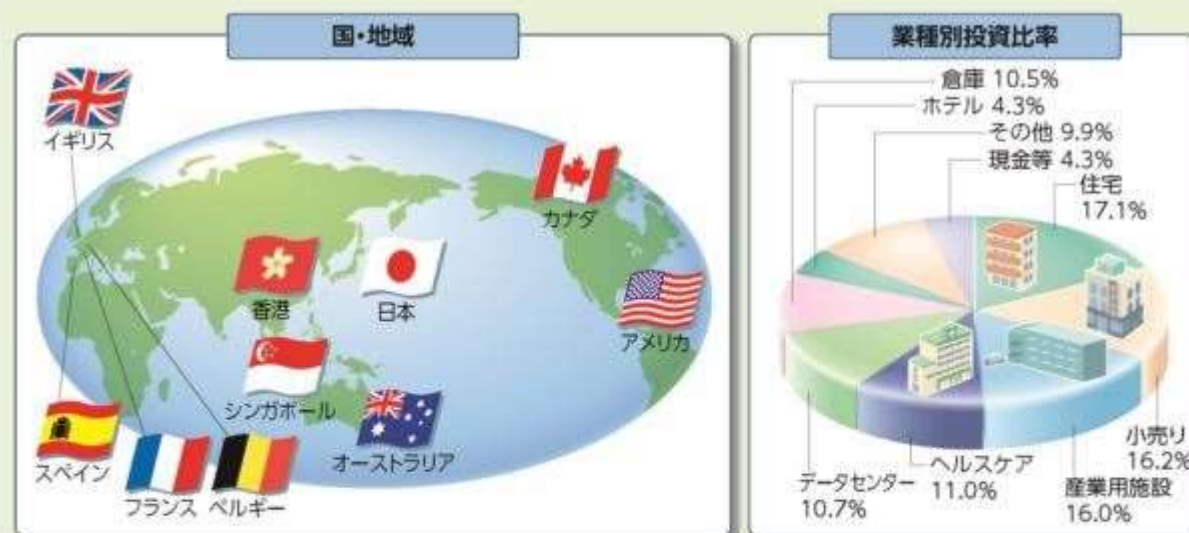 国・地域
イギリス
カナダ
香港
日本
アメリカ
シンガポール
オーストラリア
スペイン
フランス
ベルギー
業種別投資比率
倉庫 10.5%
ホテル 4.3%
その他 9.9%
現金等 4.3%
住宅
17.1%
小売り
16.2%
産業用施設
16.0%
ヘルスケア
11.0%
データセンター
10.7%